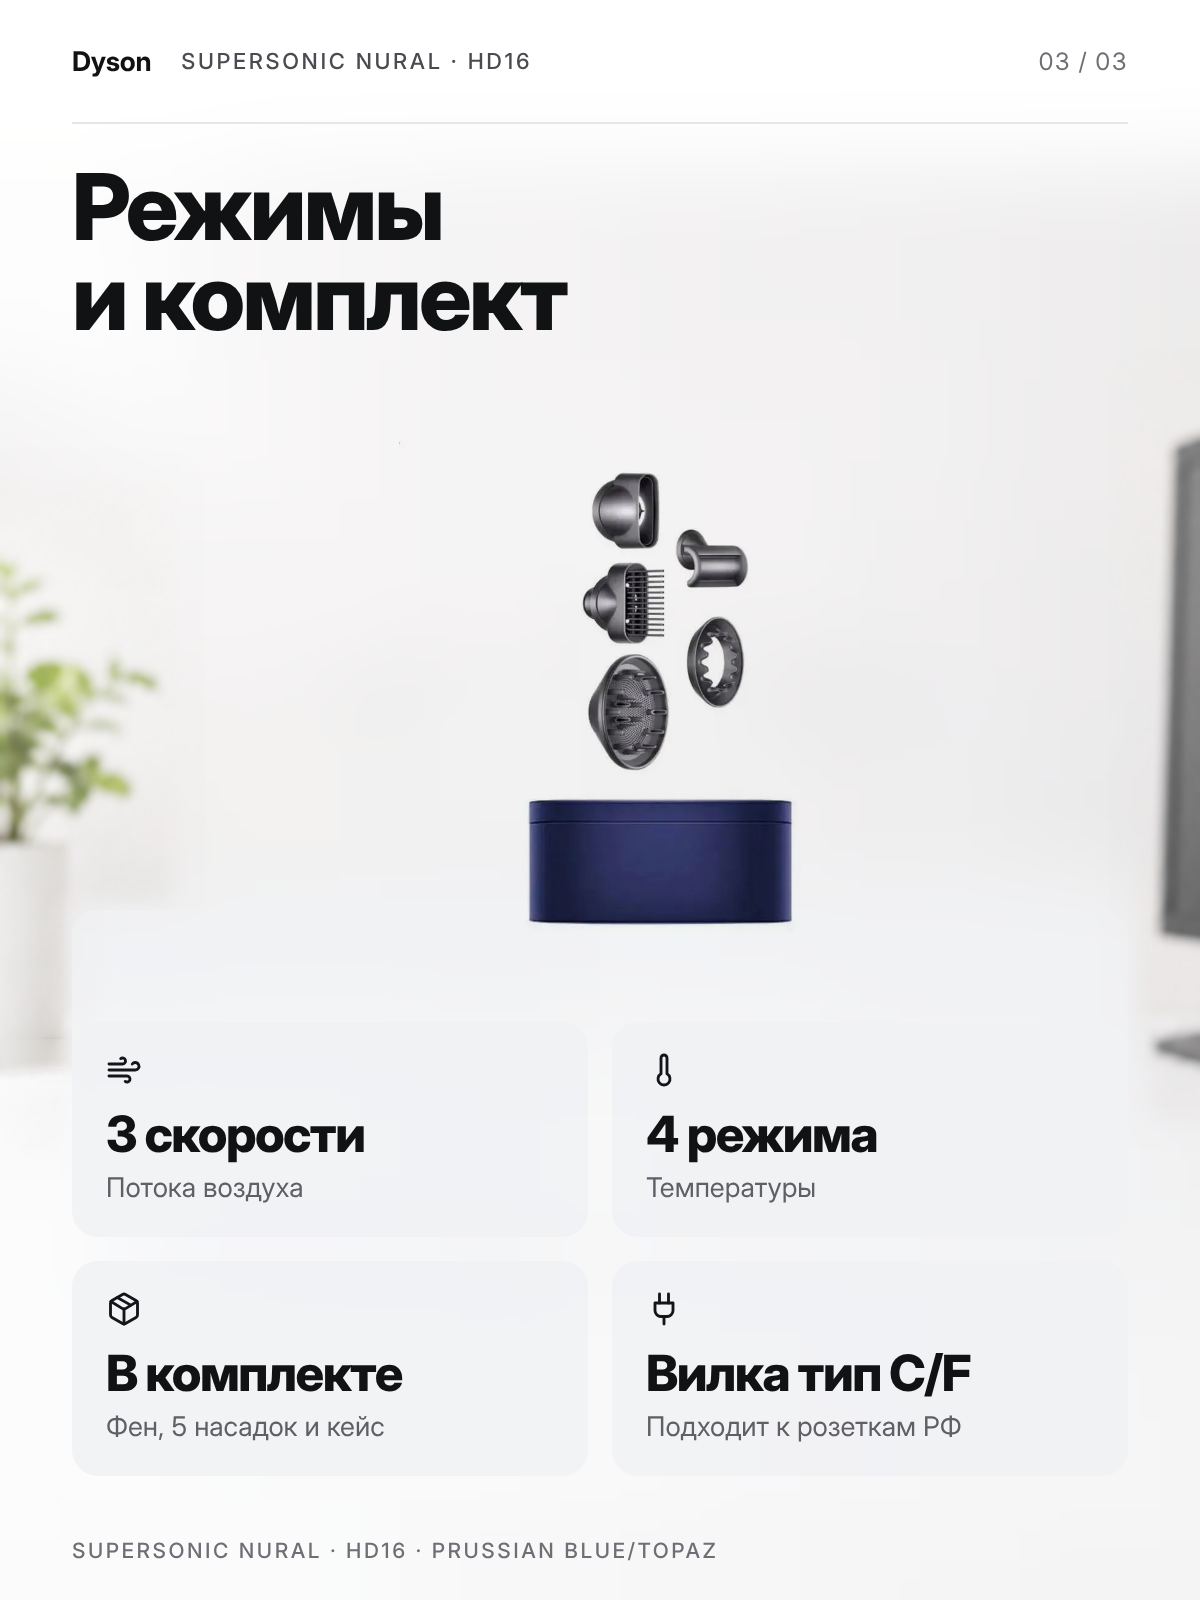 Dyson SUPERSONIC NURAL · HD16 03 / 03
Режимы
и комплект
3 скорости
Потока воздуха
4 режима
Температуры
В комплекте
Фен, 5 насадок и кейс
Вилка тип C/F
Подходит к розеткам РФ
SUPERSONIC NURAL · HD16 · PRUSSIAN BLUE/TOPAZ